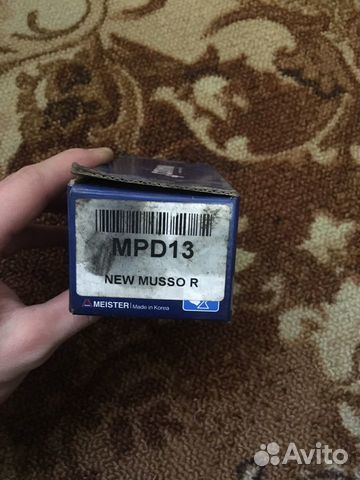 MPD13
NEW MUSSO R
MEISTER Made in Korea
Avito